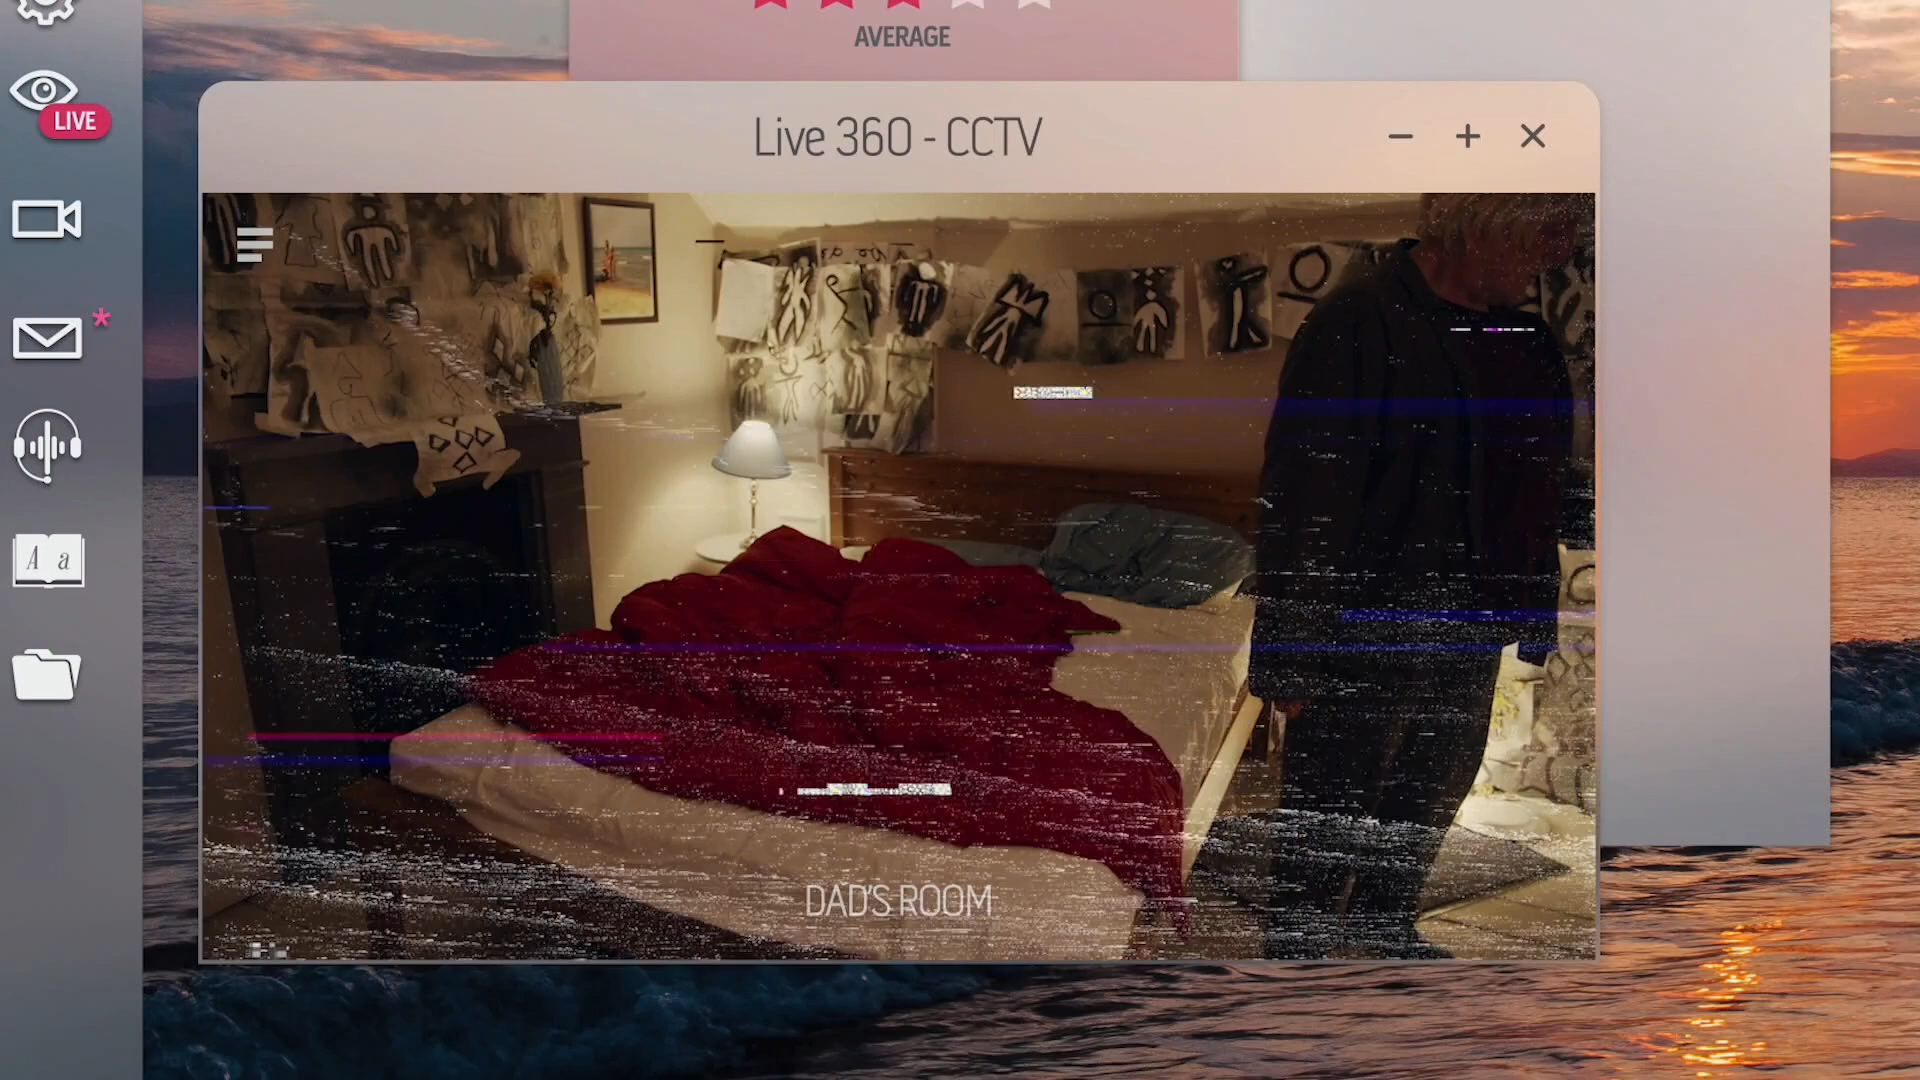 AVERAGE
LIVE
Live 360 - CCTV
A a
DAD'S ROOM